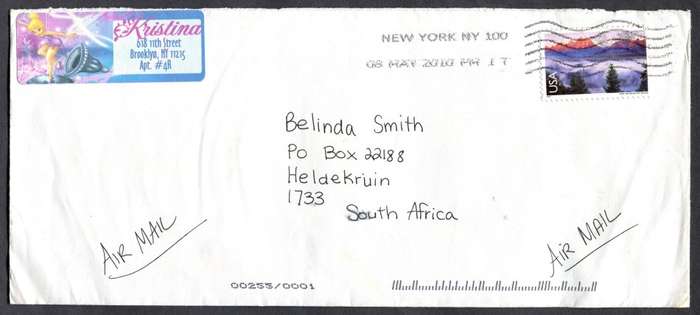 Kristina
618 11th Street
Brooklyn, NY 11215
Apt. #4R
NEW YORK NY 100
08 MAY 2010 PM 1 T
USA
Belinda Smith
PO Box 22188
Heldekruin
1733
South Africa
AIR MAIL
AIR MAIL
00255/0001